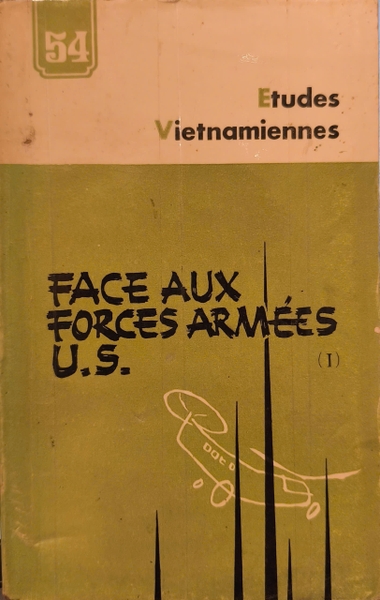 54
Etudes
Vietnamiennes
FACE AUX
FORCES ARMÉES
U.S.
(I)